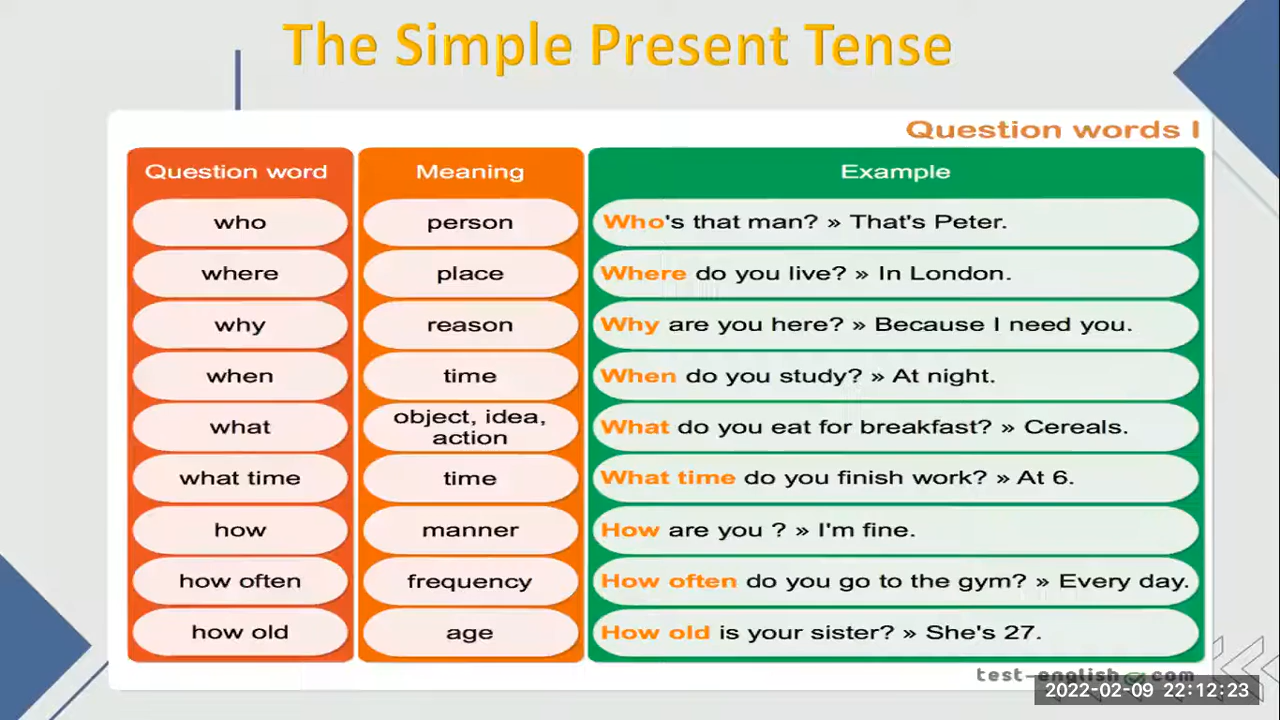 The Simple Present Tense
Question words I
Question word Meaning Example
who person Who's that man? » That's Peter.
where place Where do you live? » In London.
why reason Why are you here? » Because I need you.
when time When do you study? » At night.
what object, idea, action What do you eat for breakfast? » Cereals.
what time time What time do you finish work? » At 6.
how manner How are you ? » I'm fine.
how often frequency How often do you go to the gym? » Every day.
how old age How old is your sister? » She's 27.
test-english com
2022-02-09 22:12:23